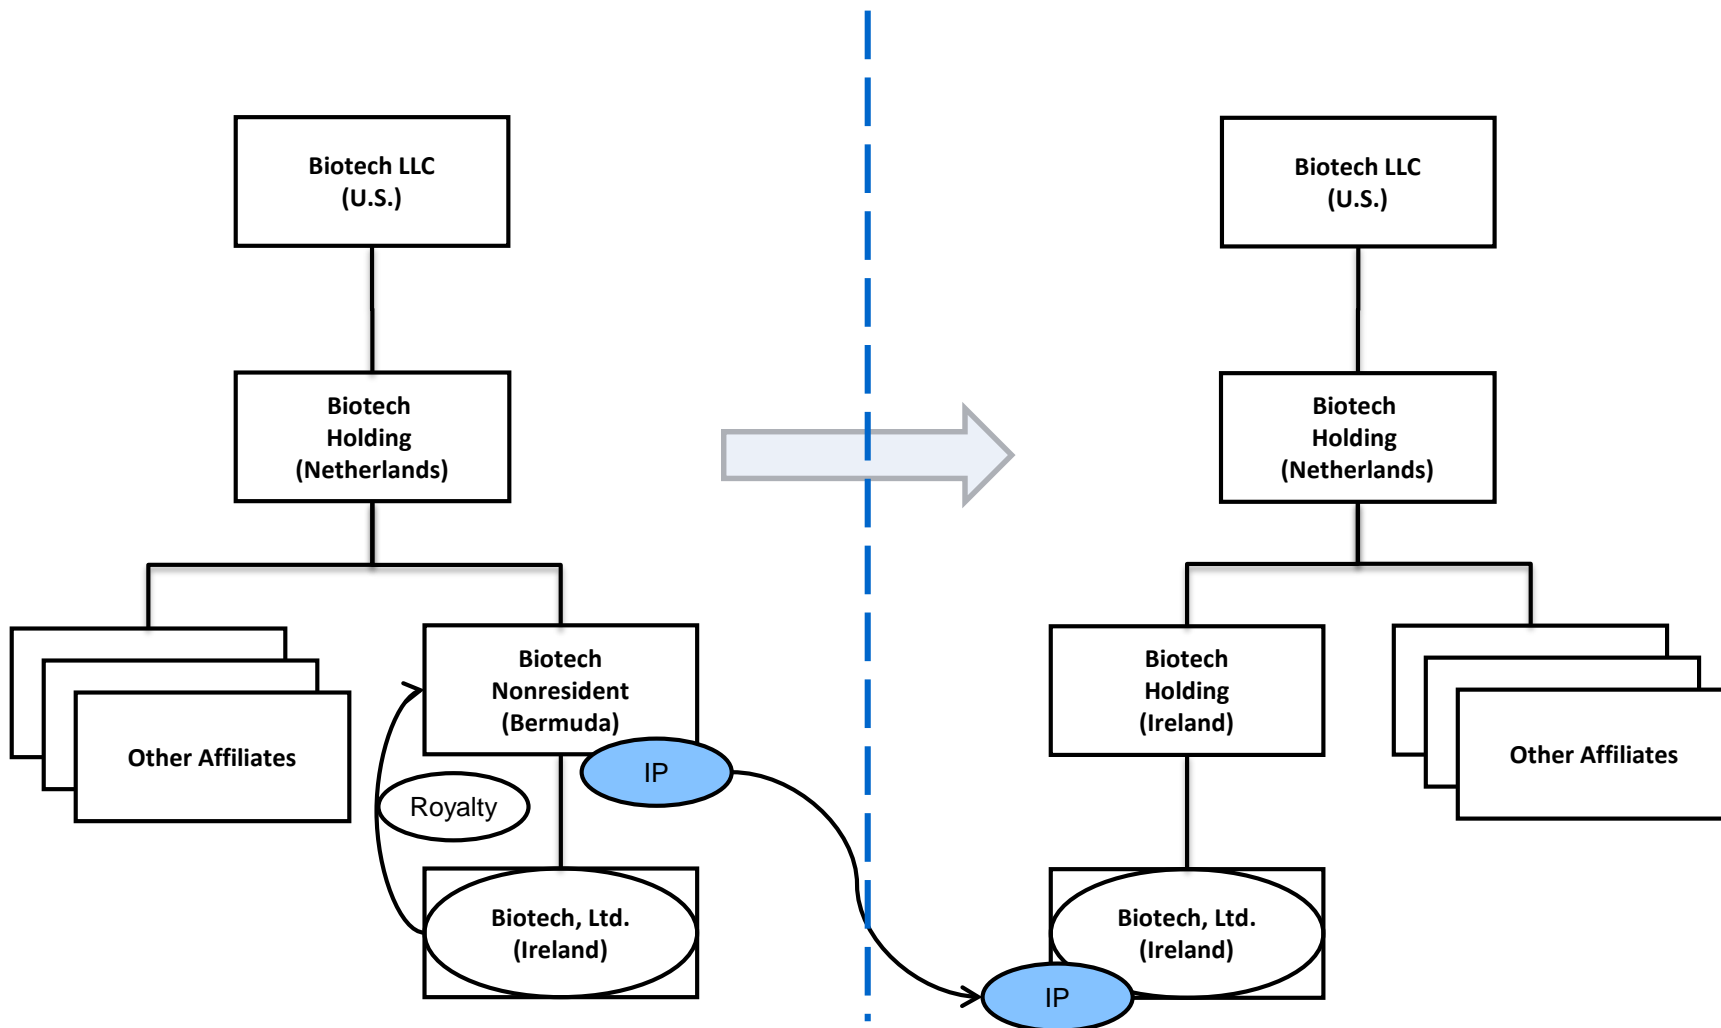 Biotech LLC
(U.S.)
Biotech
Holding
(Netherlands)
Other Affiliates
Biotech
Nonresident
(Bermuda)
IP
Royalty
Biotech, Ltd.
(Ireland)
Biotech LLC
(U.S.)
Biotech
Holding
(Netherlands)
Biotech
Holding
(Ireland)
Other Affiliates
Biotech, Ltd.
(Ireland)
IP